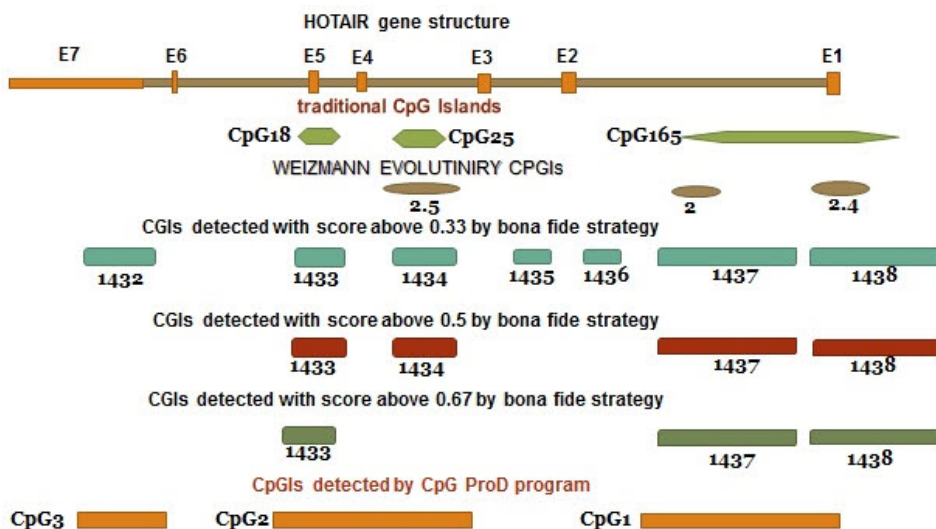 HOTAIR gene structure
E7 E6 E5 E4 E3 E2 E1
traditional CpG Islands
CpG18 CpG25 CpG165
WEIZMANN EVOLUTINIRY CPGIs
2.5 2 2.4
CGIs detected with score above 0.33 by bona fide strategy
1432 1433 1434 1435 1436 1437 1438
CGIs detected with score above 0.5 by bona fide strategy
1433 1434 1437 1438
CGIs detected with score above 0.67 by bona fide strategy
1433 1437 1438
CpGIs detected by CpG ProD program
CpG3 CpG2 CpG1